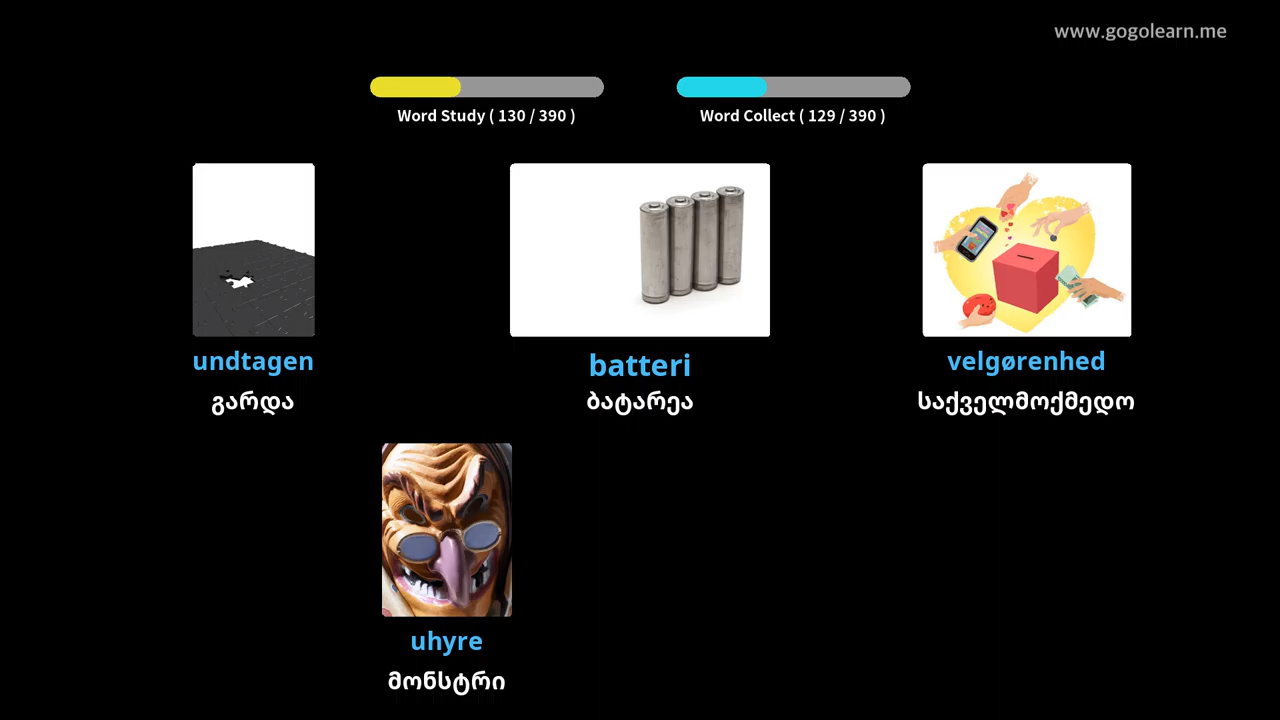 www.gogolearn.me
Word Study ( 130 / 390 )
Word Collect ( 129 / 390 )
undtagen
გარდა
batteri
ბატარეა
velgørenhed
საქველმოქმედო
uhyre
მონსტრი